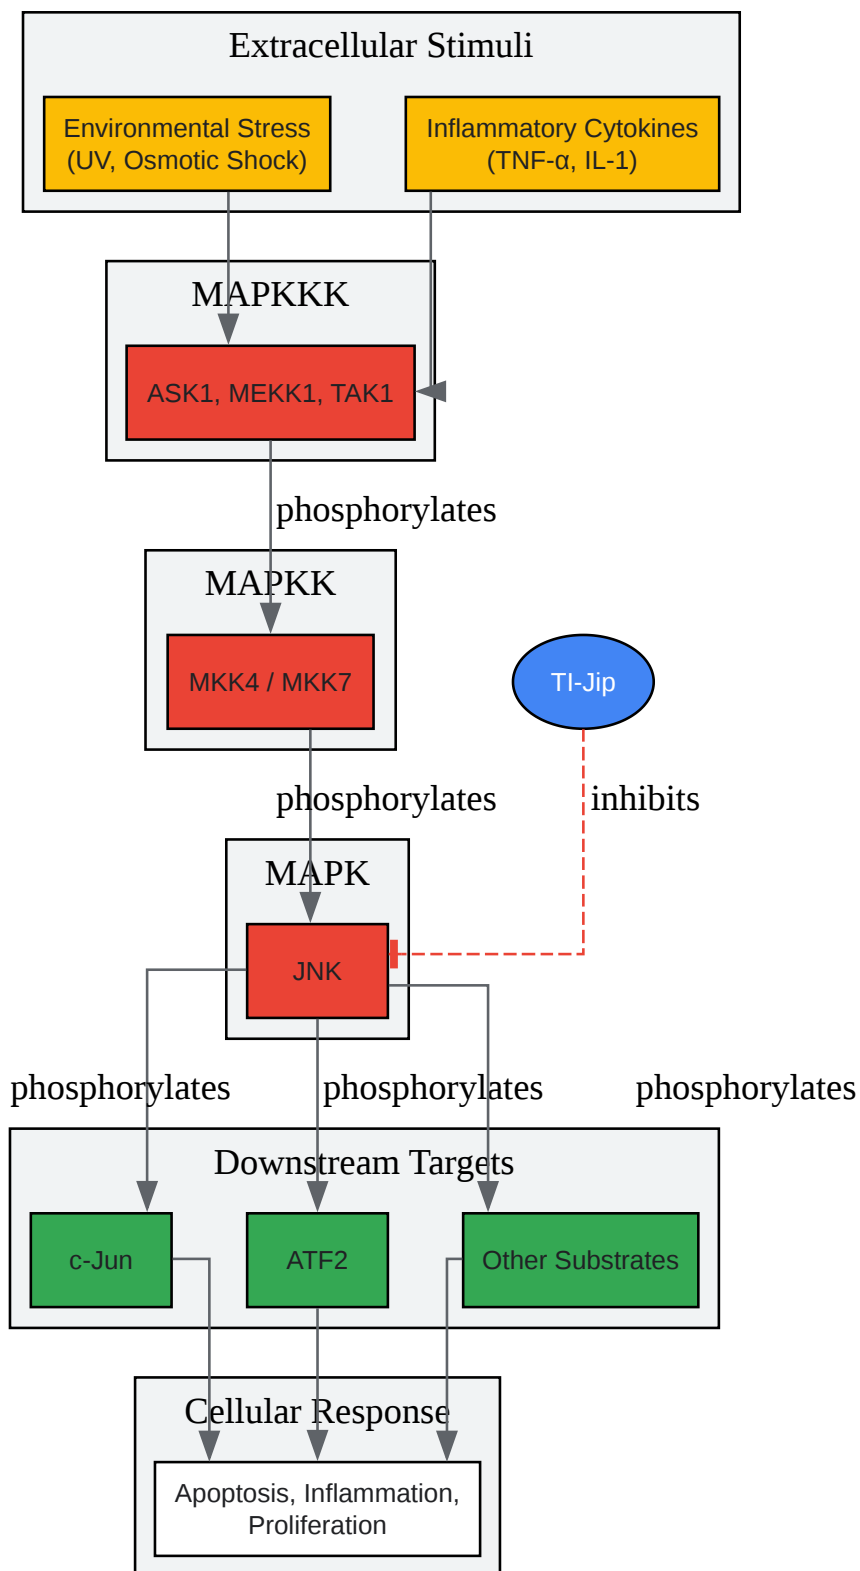 Extracellular Stimuli
Environmental Stress
(UV, Osmotic Shock)
Inflammatory Cytokines
(TNF-α, IL-1)
MAPKKK
ASK1, MEKK1, TAK1
phosphorylates
MAPKK
MKK4 / MKK7
TI-Jip
phosphorylates
inhibits
MAPK
JNK
phosphorylates
phosphorylates
phosphorylates
Downstream Targets
c-Jun
ATF2
Other Substrates
Cellular Response
Apoptosis, Inflammation,
Proliferation